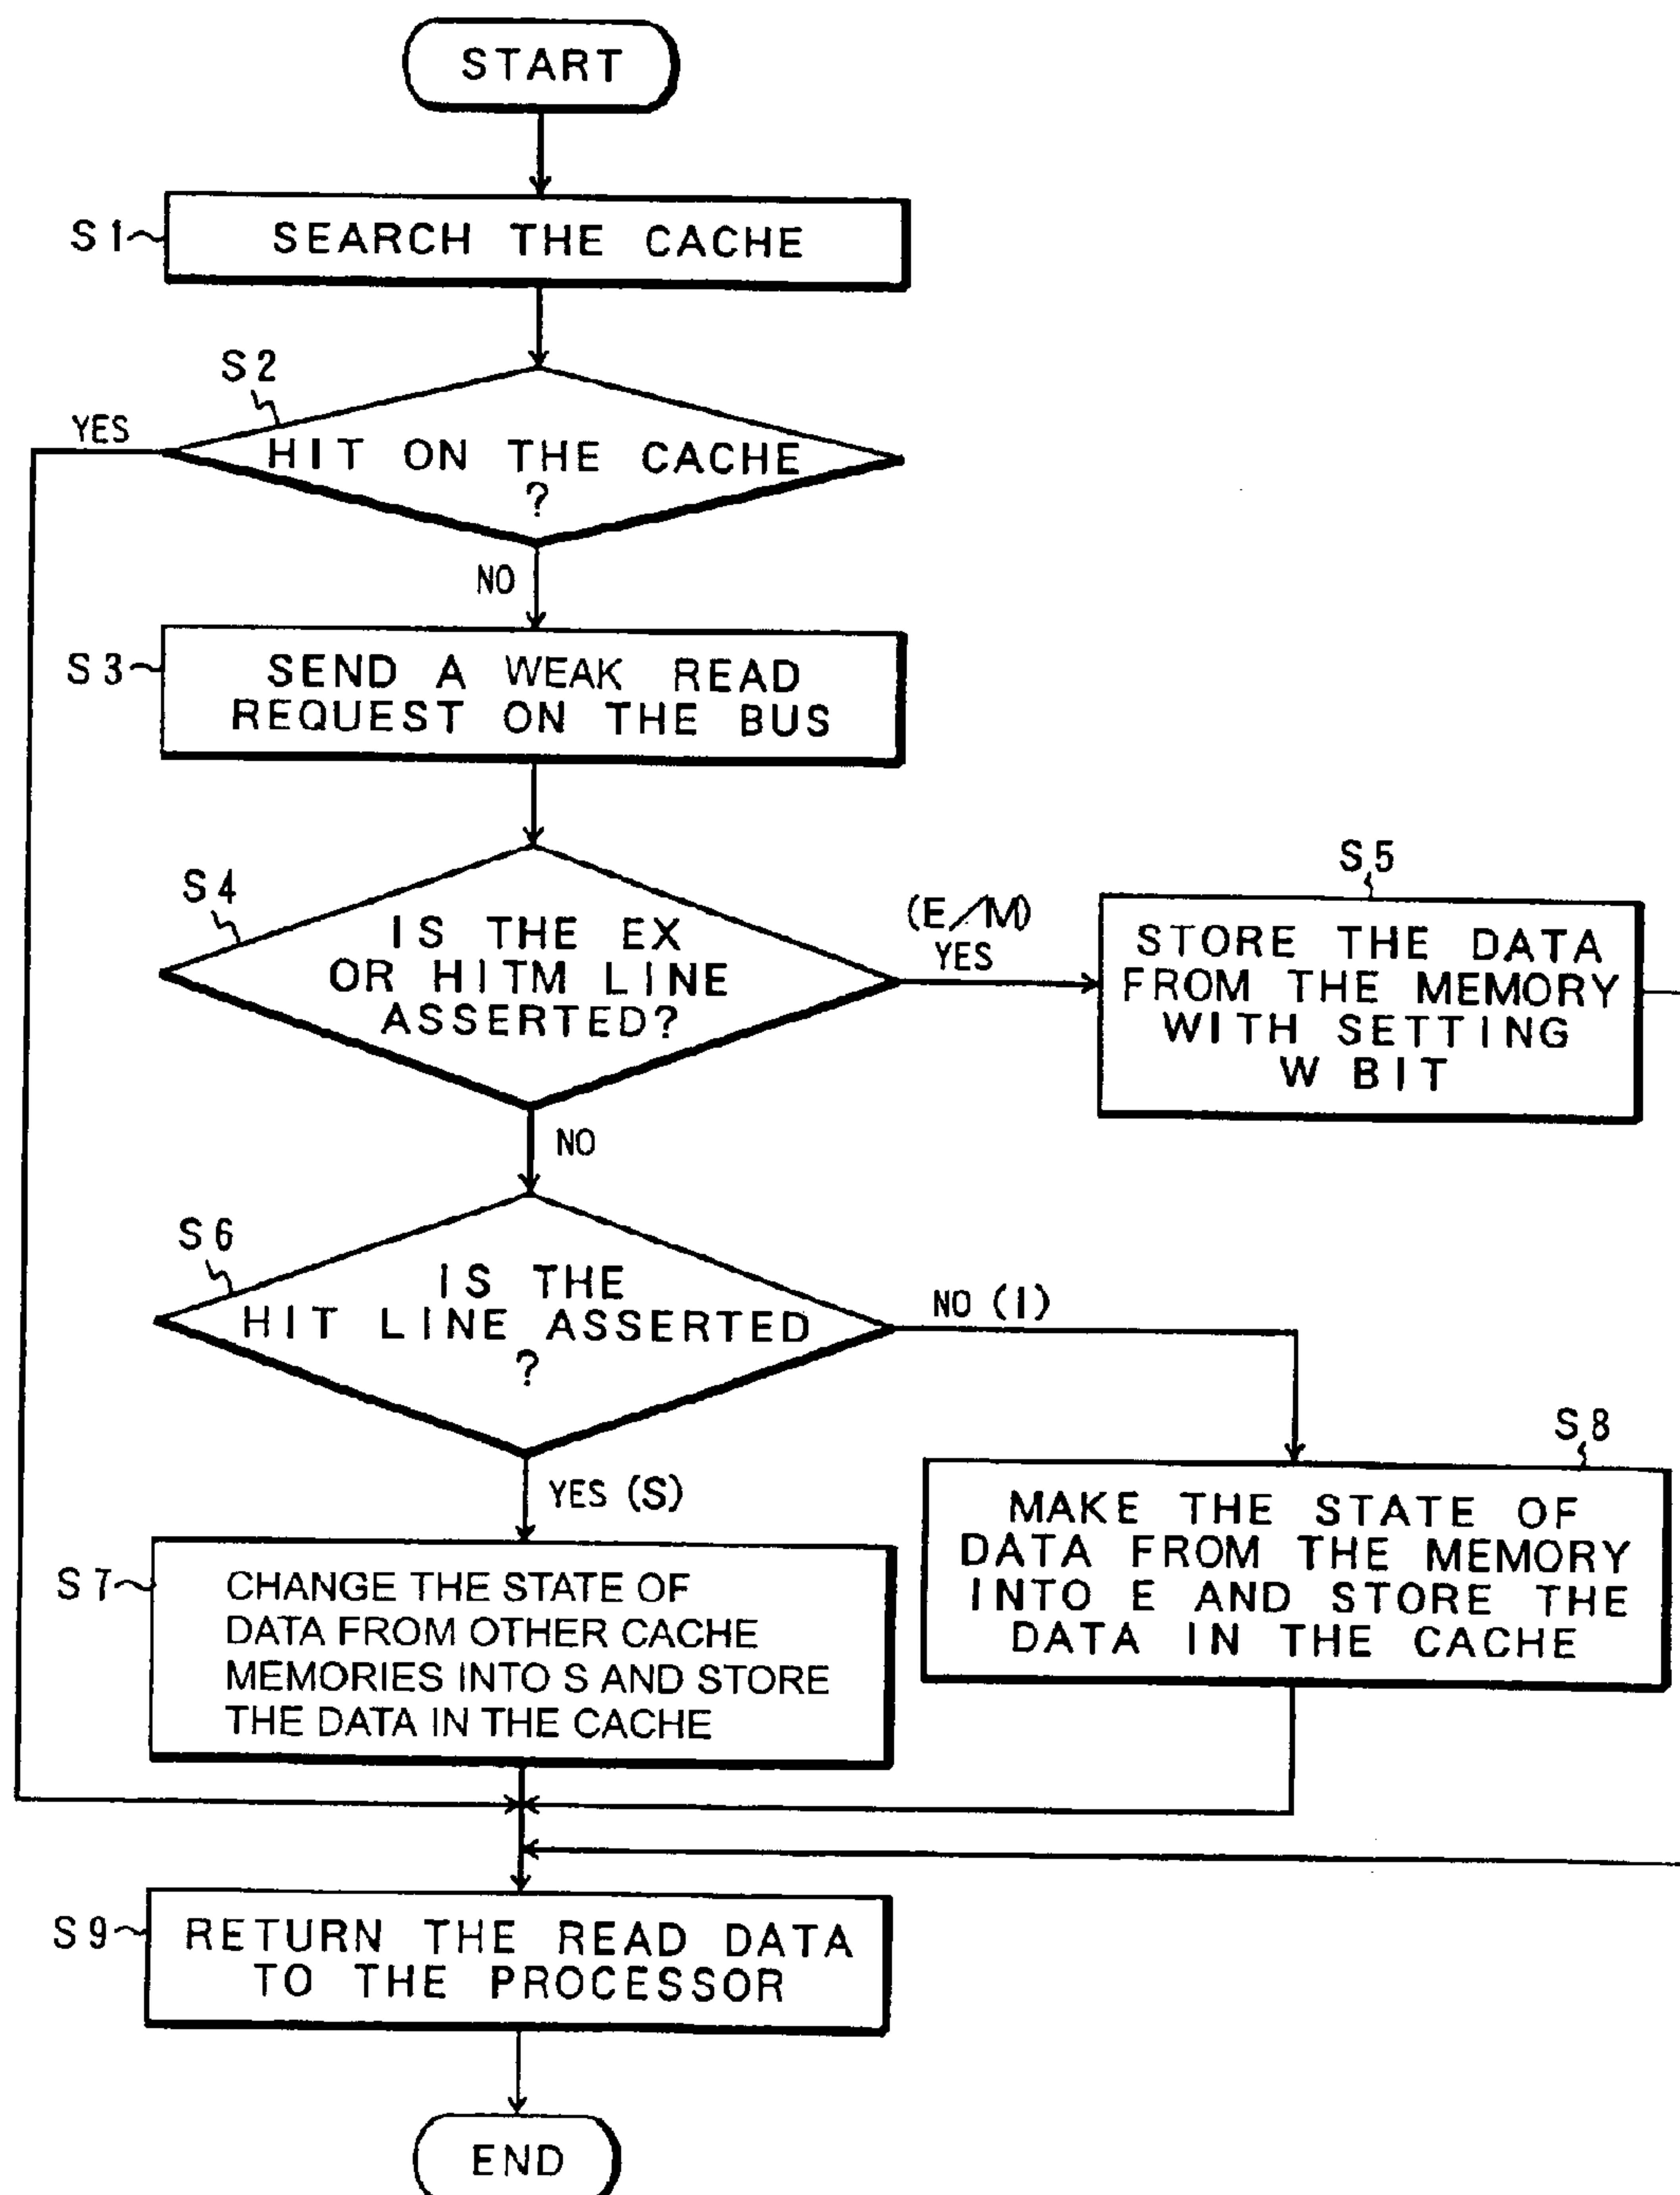 START
S1
SEARCH THE CACHE
S2
YES
HIT ON THE CACHE
?
NO
S3
SEND A WEAK READ
REQUEST ON THE BUS
S4
IS THE EX
OR HITM LINE
ASSERTED?
(E/M)
YES
S5
STORE THE DATA
FROM THE MEMORY
WITH SETTING
W BIT
NO
S6
IS THE
HIT LINE ASSERTED
?
NO (I)
YES (S)
S8
MAKE THE STATE OF
DATA FROM THE MEMORY
INTO E AND STORE THE
DATA IN THE CACHE
S7
CHANGE THE STATE OF
DATA FROM OTHER CACHE
MEMORIES INTO S AND STORE
THE DATA IN THE CACHE
S9
RETURN THE READ DATA
TO THE PROCESSOR
END